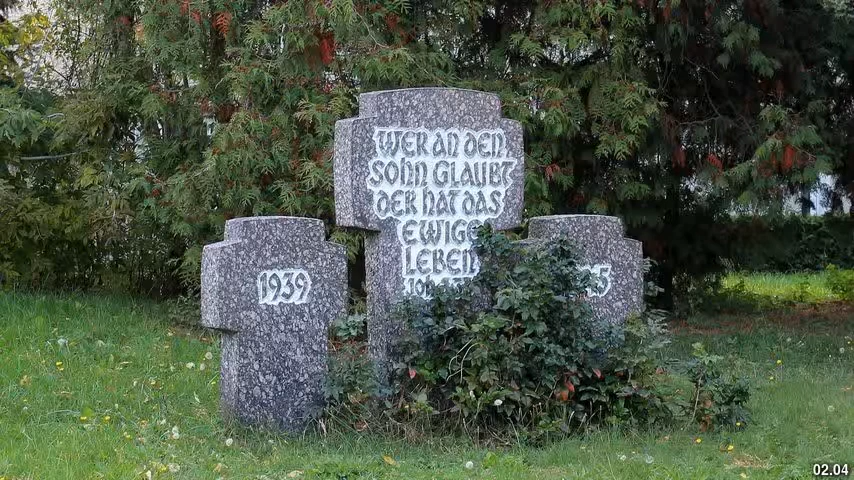 WER AN DEN
SOHN GLAUBT
DER HAT DAS
EWIGE
LEBEN
1939
02.04